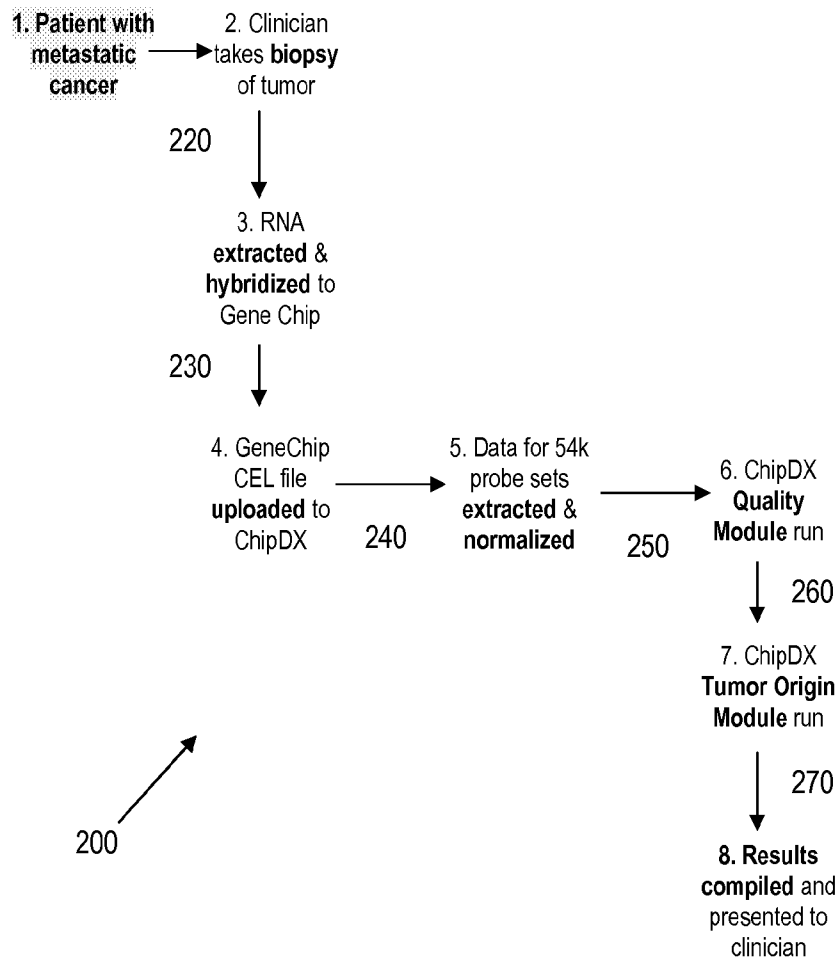 1. Patient with
metastatic
cancer
2. Clinician
takes biopsy
of tumor
220
3. RNA
extracted &
hybridized to
Gene Chip
230
4. GeneChip
CEL file
uploaded to
ChipDX
240
5. Data for 54k
probe sets
extracted &
normalized
250
6. ChipDX
Quality
Module run
260
7. ChipDX
Tumor Origin
Module run
270
8. Results
compiled and
presented to
clinician
200